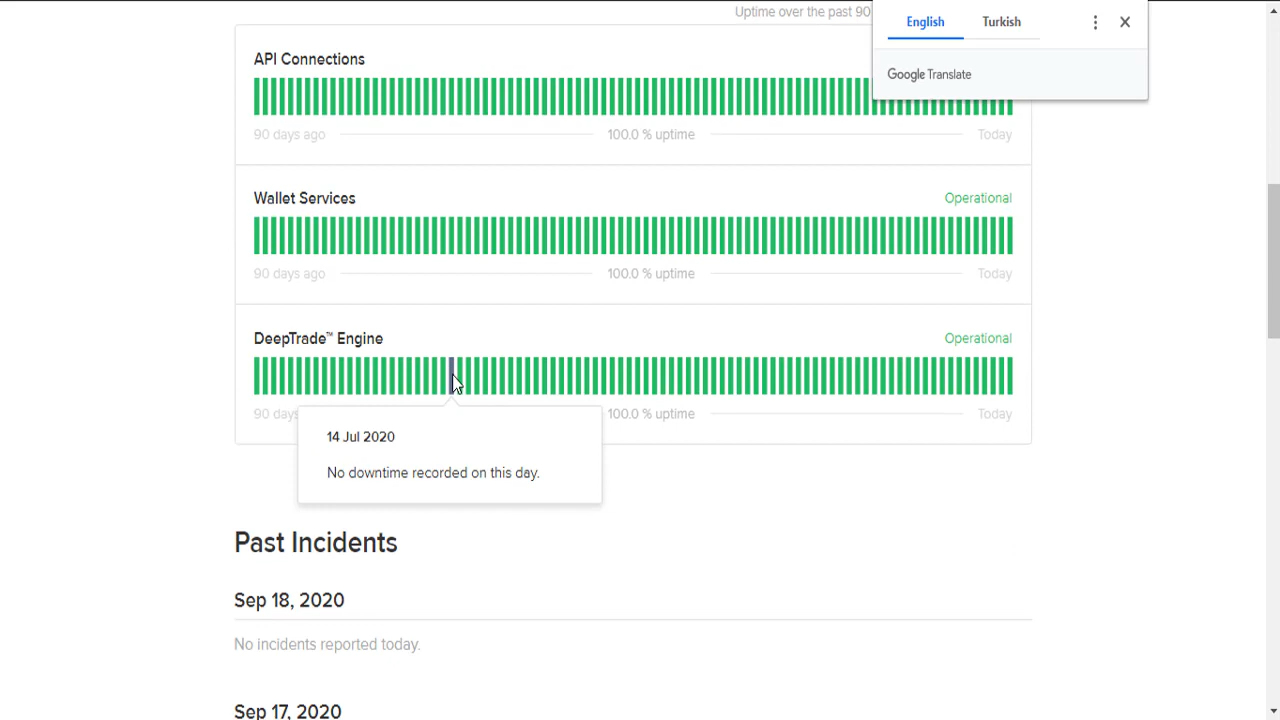 Uptime over the past 90
English
Turkish
Google Translate
API Connections
90 days ago
100.0 % uptime
Today
Wallet Services
Operational
90 days ago
100.0 % uptime
Today
DeepTrade™ Engine
Operational
90 days
100.0 % uptime
Today
14 Jul 2020
No downtime recorded on this day.
Past Incidents
Sep 18, 2020
No incidents reported today.
Sep 17, 2020